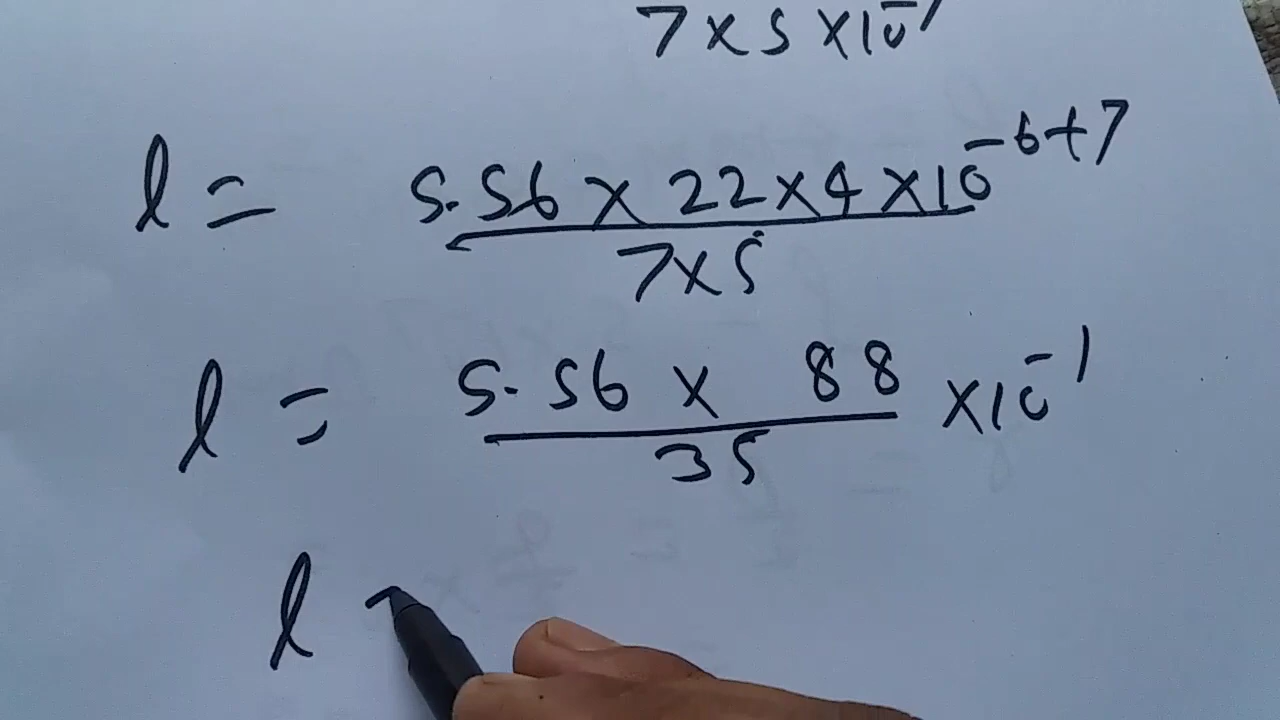 7 x 5 x 10^-7
l = 5.56 x 22 x 4 x 10^-6+7 / 7 x 5
l = 5.56 x 88 / 35 x 10^-1
l